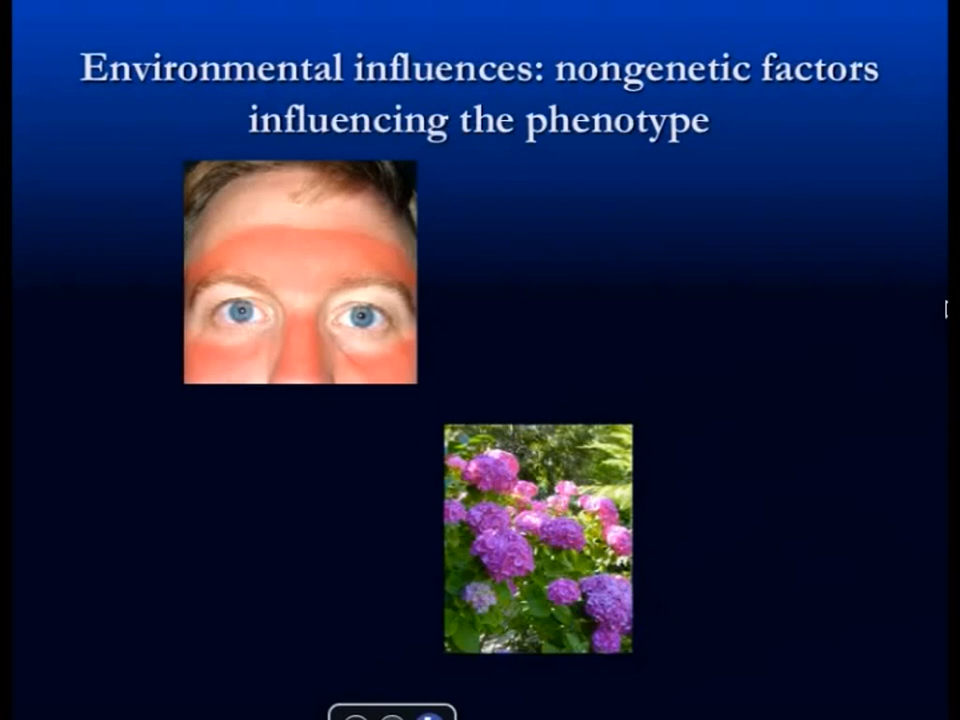 Environmental influences: nongenetic factors
influencing the phenotype